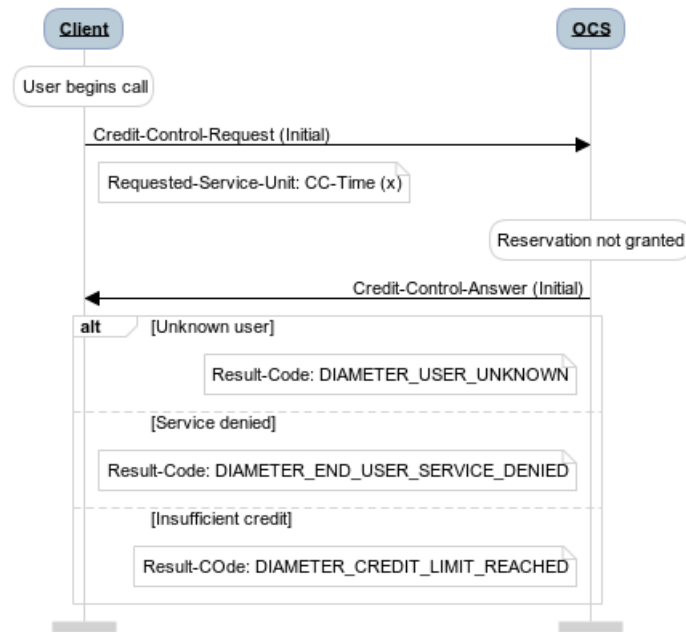 Client
OCS
User begins call
Credit-Control-Request (Initial)
Requested-Service-Unit: CC-Time (x)
Reservation not granted
Credit-Control-Answer (Initial)
alt
[Unknown user]
Result-Code: DIAMETER_USER_UNKNOWN
[Service denied]
Result-Code: DIAMETER_END_USER_SERVICE_DENIED
[Insufficient credit]
Result-COde: DIAMETER_CREDIT_LIMIT_REACHED